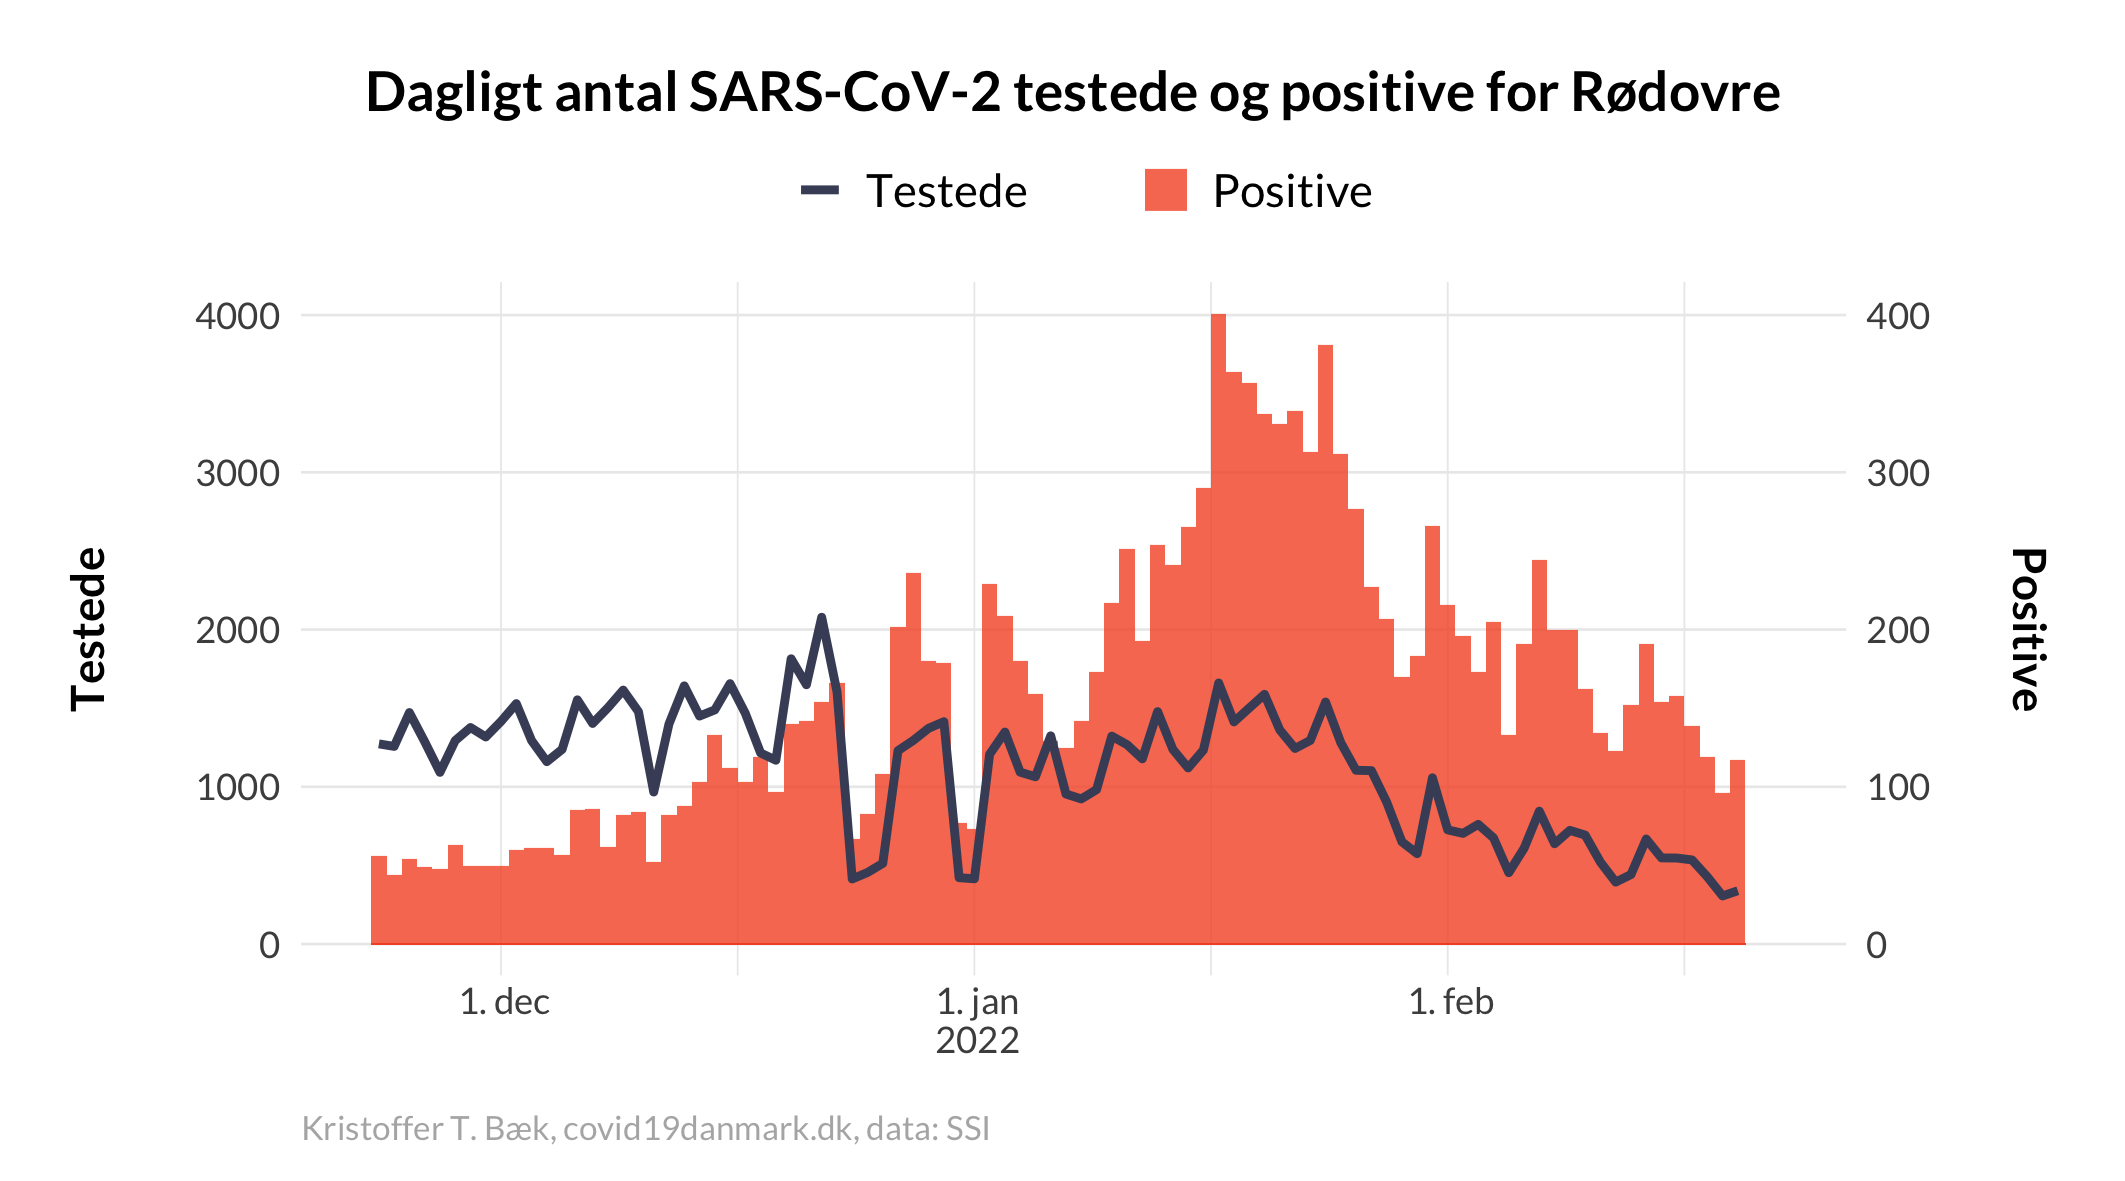 Dagligt antal SARS-CoV-2 testede og positive for Rødovre
Testede
Positive
4000
3000
2000
1000
0
Testede
400
300
200
100
0
Positive
1. dec
1. jan
2022
1. feb
Kristoffer T. Bæk, covid19danmark.dk, data: SSI